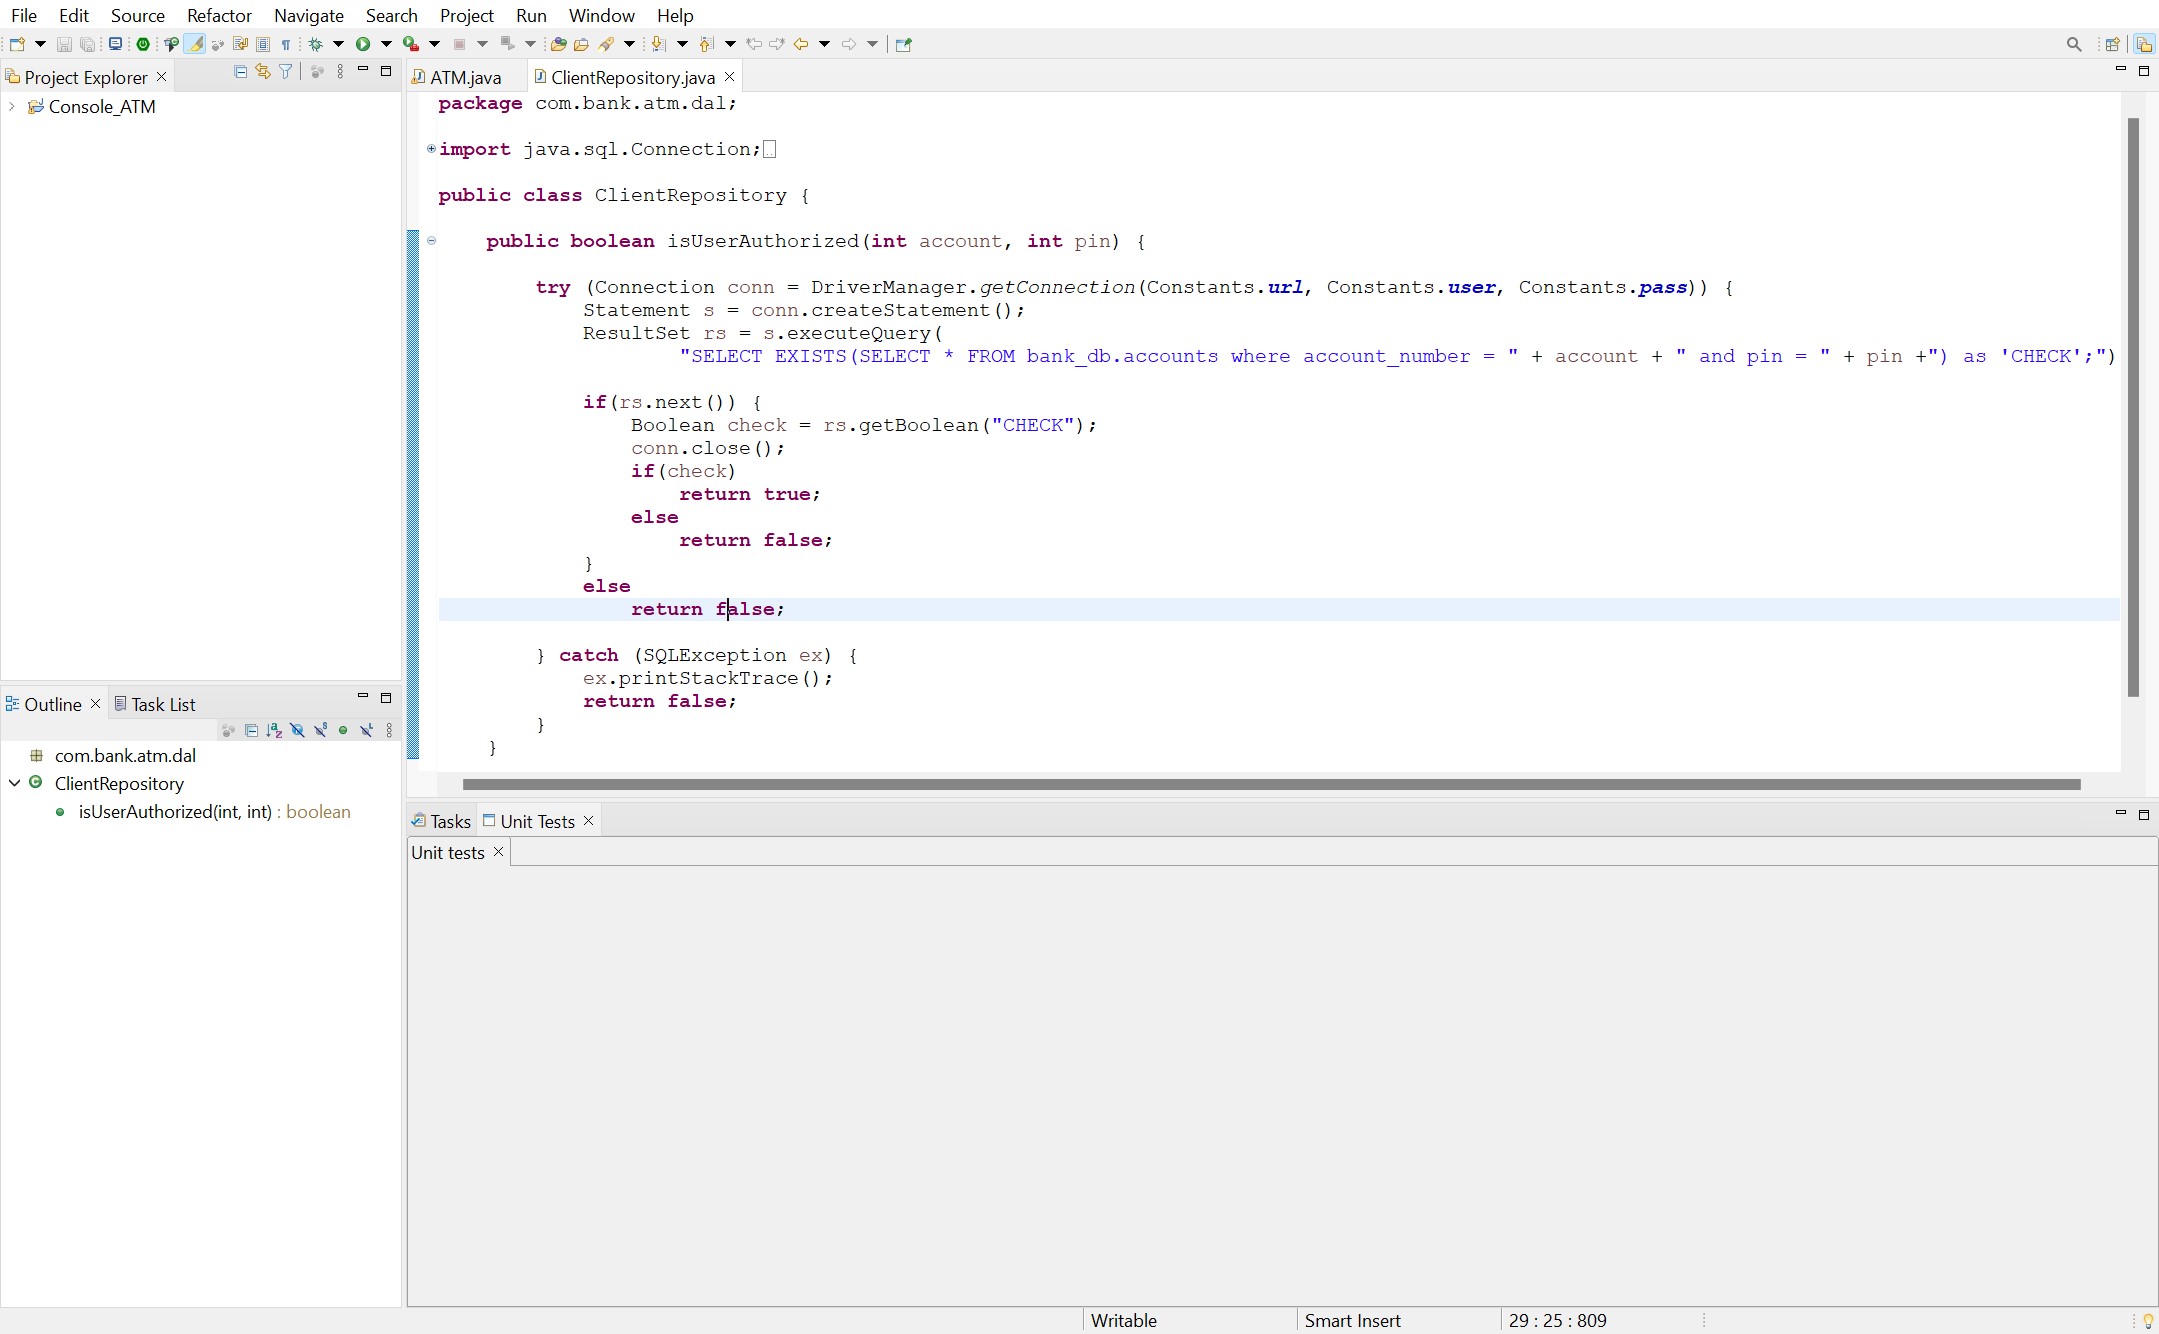 File Edit Source Refactor Navigate Search Project Run Window Help
Project Explorer
Console_ATM
ATM.java ClientRepository.java
package com.bank.atm.dal;
import java.sql.Connection;
public class ClientRepository {
public boolean isUserAuthorized(int account, int pin) {
try (Connection conn = DriverManager.getConnection(Constants.url, Constants.user, Constants.pass)) {
Statement s = conn.createStatement();
ResultSet rs = s.executeQuery(
"SELECT EXISTS(SELECT * FROM bank_db.accounts where account_number = " + account + " and pin = " + pin +") as 'CHECK';")
if(rs.next()) {
Boolean check = rs.getBoolean("CHECK");
conn.close();
if(check)
return true;
else
return false;
}
else
return false;
} catch (SQLException ex) {
ex.printStackTrace();
return false;
}
}
Outline Task List
com.bank.atm.dal
ClientRepository
isUserAuthorized(int, int) : boolean
Tasks Unit Tests
Unit tests
Writable Smart Insert 29 : 25 : 809